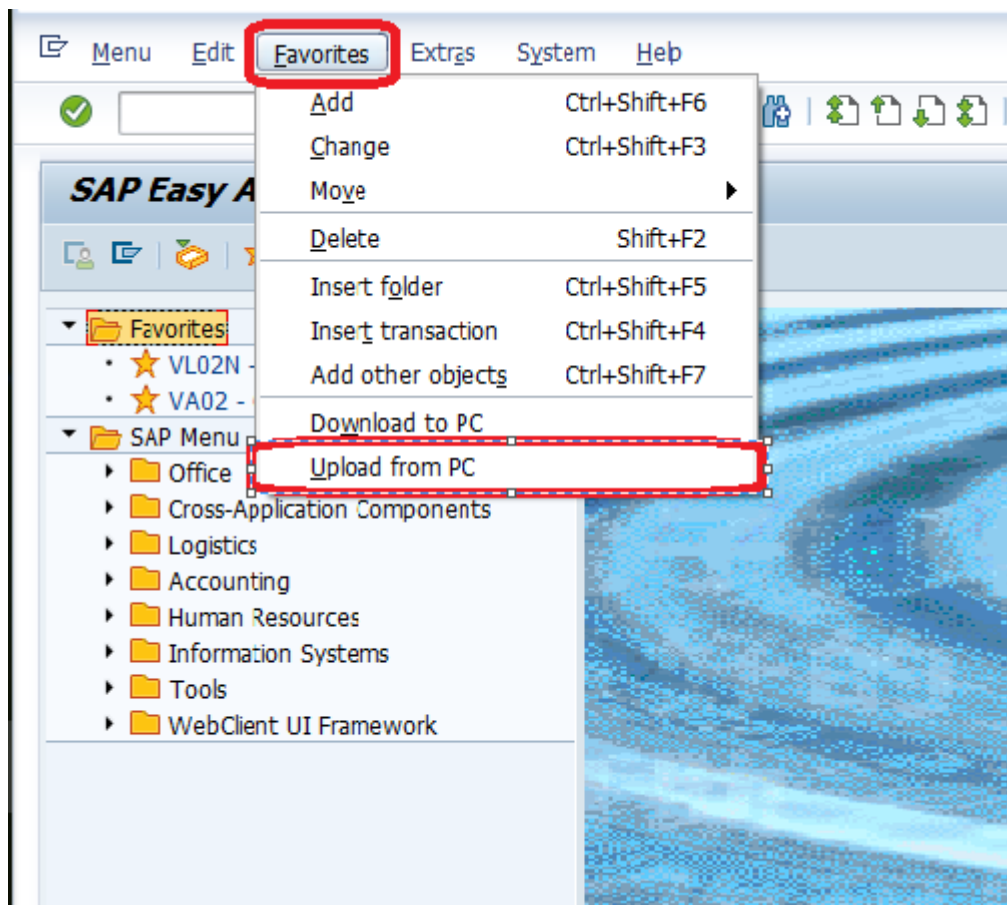 Menu Edit Favorites Extras System Help
Add Ctrl+Shift+F6
Change Ctrl+Shift+F3
Move
SAP Easy A
Delete Shift+F2
Insert folder Ctrl+Shift+F5
Favorites
Insert transaction Ctrl+Shift+F4
VL02N -
Add other objects Ctrl+Shift+F7
VA02 -
Download to PC
SAP Menu
Upload from PC
Office
Cross-Application Components
Logistics
Accounting
Human Resources
Information Systems
Tools
WebClient UI Framework